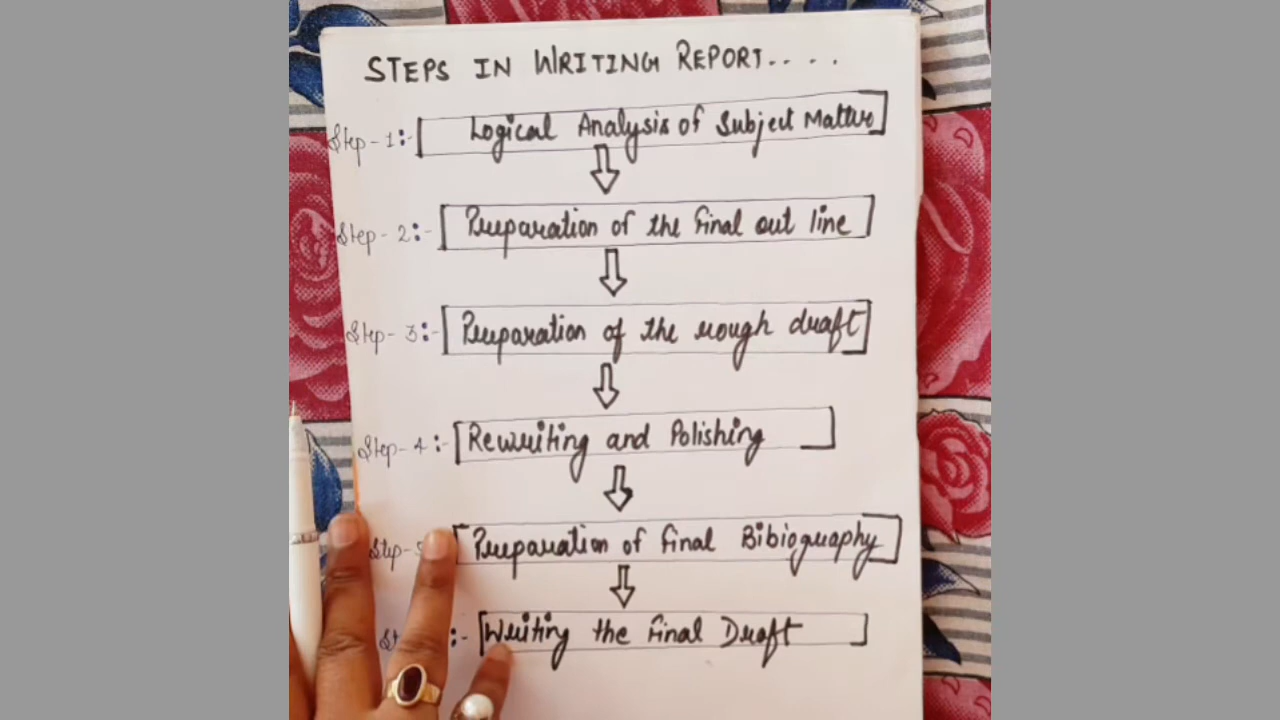 STEPS IN WRITING REPORT.....
Step-1:- Logical Analysis of Subject Matter
Step-2:- Preparation of the final out line
Step-3:- Preparation of the rough draft
Step-4:- Rewriting and Polishing
Step-5 Preparation of final Bibiography
:- Writing the final Draft